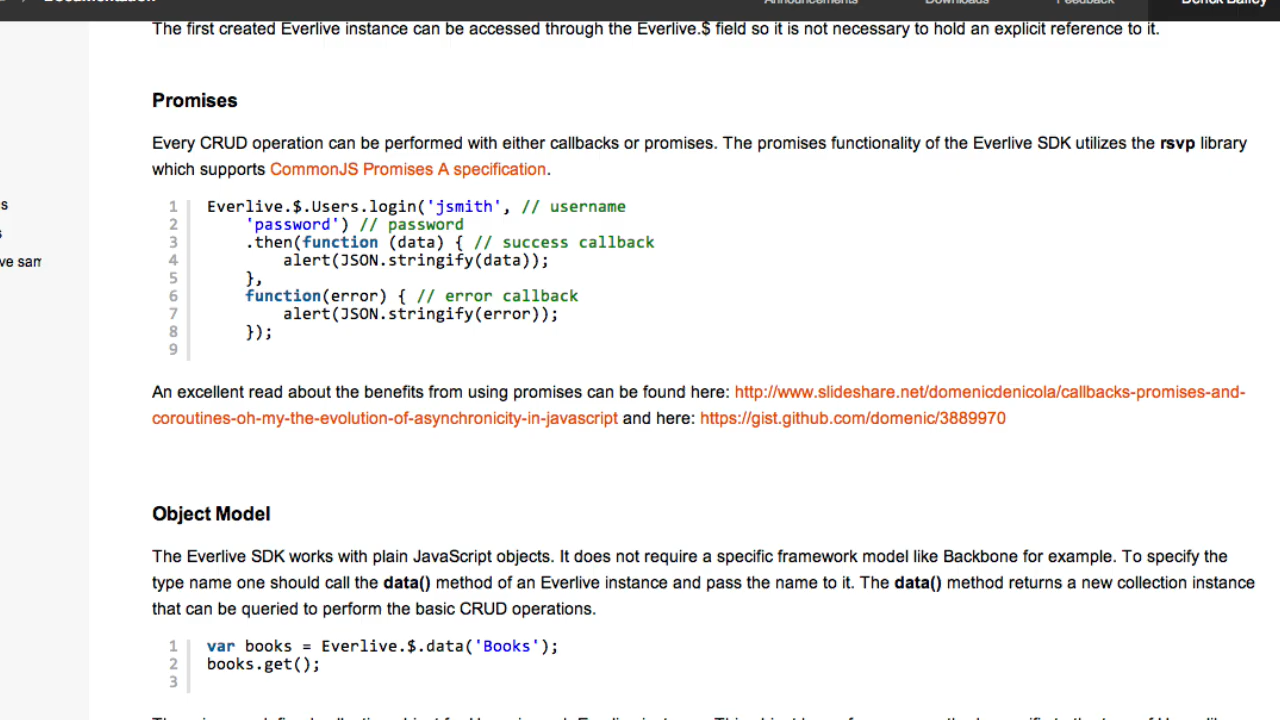 Documentation
Announcements Downloads Feedback Derick Bailey
The first created Everlive instance can be accessed through the Everlive.$ field so it is not necessary to hold an explicit reference to it.
Promises
Every CRUD operation can be performed with either callbacks or promises. The promises functionality of the Everlive SDK utilizes the rsvp library
which supports CommonJS Promises A specification.
s
s
ve sam
1 Everlive.$.Users.login('jsmith', // username
2 'password') // password
3 .then(function (data) { // success callback
4 alert(JSON.stringify(data));
5 },
6 function(error) { // error callback
7 alert(JSON.stringify(error));
8 });
9
An excellent read about the benefits from using promises can be found here: http://www.slideshare.net/domenicdenicola/callbacks-promises-and-
coroutines-oh-my-the-evolution-of-asynchronicity-in-javascript and here: https://gist.github.com/domenic/3889970
Object Model
The Everlive SDK works with plain JavaScript objects. It does not require a specific framework model like Backbone for example. To specify the
type name one should call the data() method of an Everlive instance and pass the name to it. The data() method returns a new collection instance
that can be queried to perform the basic CRUD operations.
1 var books = Everlive.$.data('Books');
2 books.get();
3